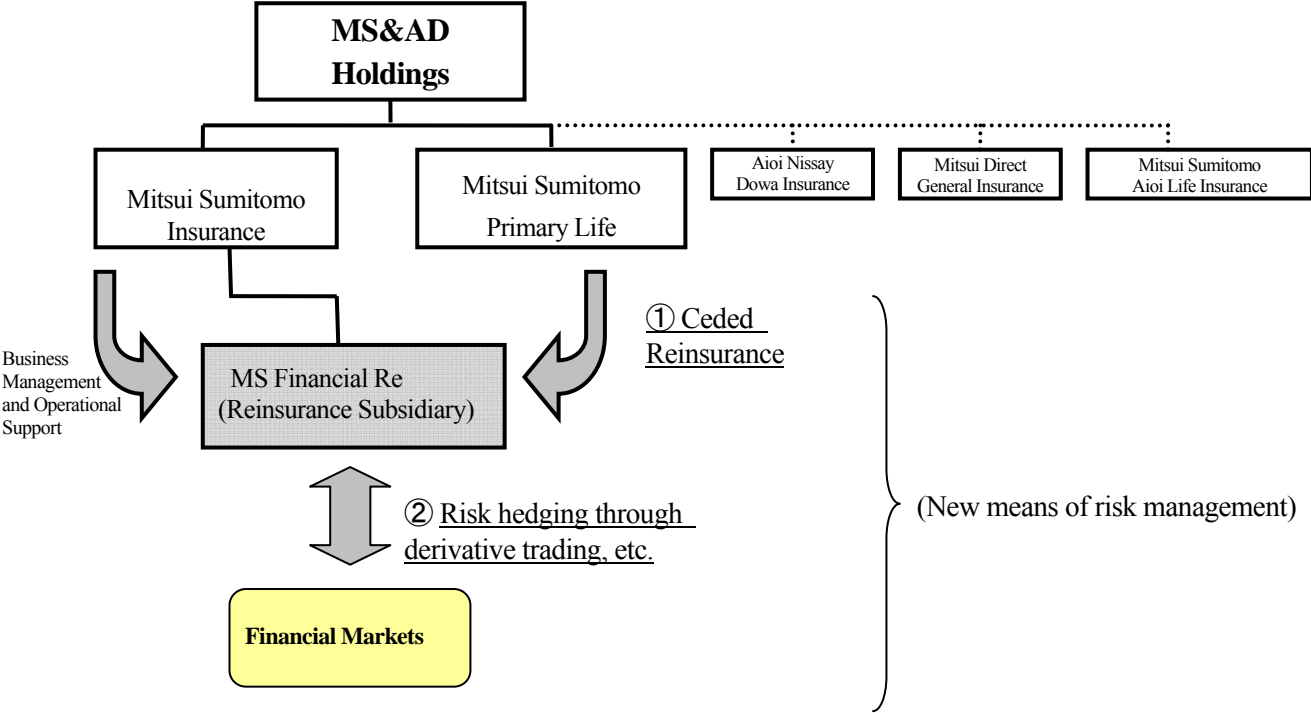 MS&AD
Holdings
Mitsui Sumitomo
Insurance
Mitsui Sumitomo
Primary Life
Aioi Nissay
Dowa Insurance
Mitsui Direct
General Insurance
Mitsui Sumitomo
Aioi Life Insurance
① Ceded
Reinsurance
Business
Management
and Operational
Support
MS Financial Re
(Reinsurance Subsidiary)
② Risk hedging through
derivative trading, etc.
(New means of risk management)
Financial Markets